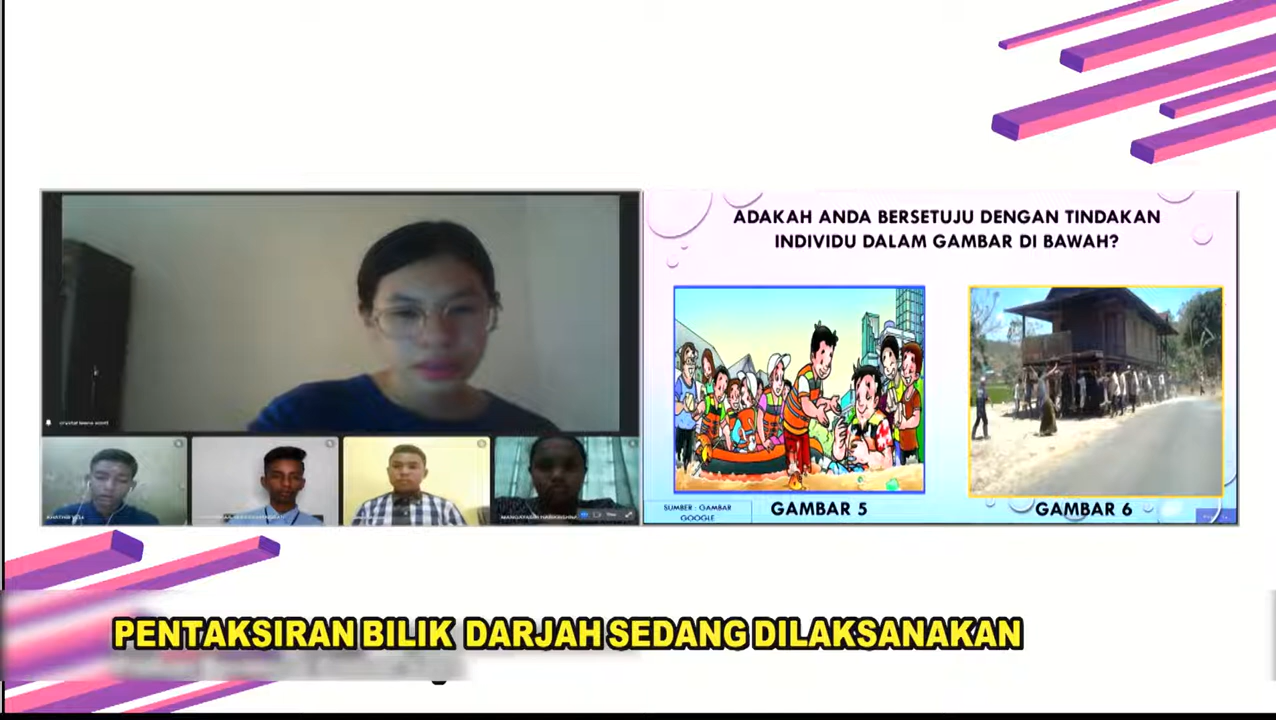 ADAKAH ANDA BERSETUJU DENGAN TINDAKAN
INDIVIDU DALAM GAMBAR DI BAWAH?
SUMBER : GAMBAR
GOOGLE
GAMBAR 5
GAMBAR 6
PENTAKSIRAN BILIK DARJAH SEDANG DILAKSANAKAN